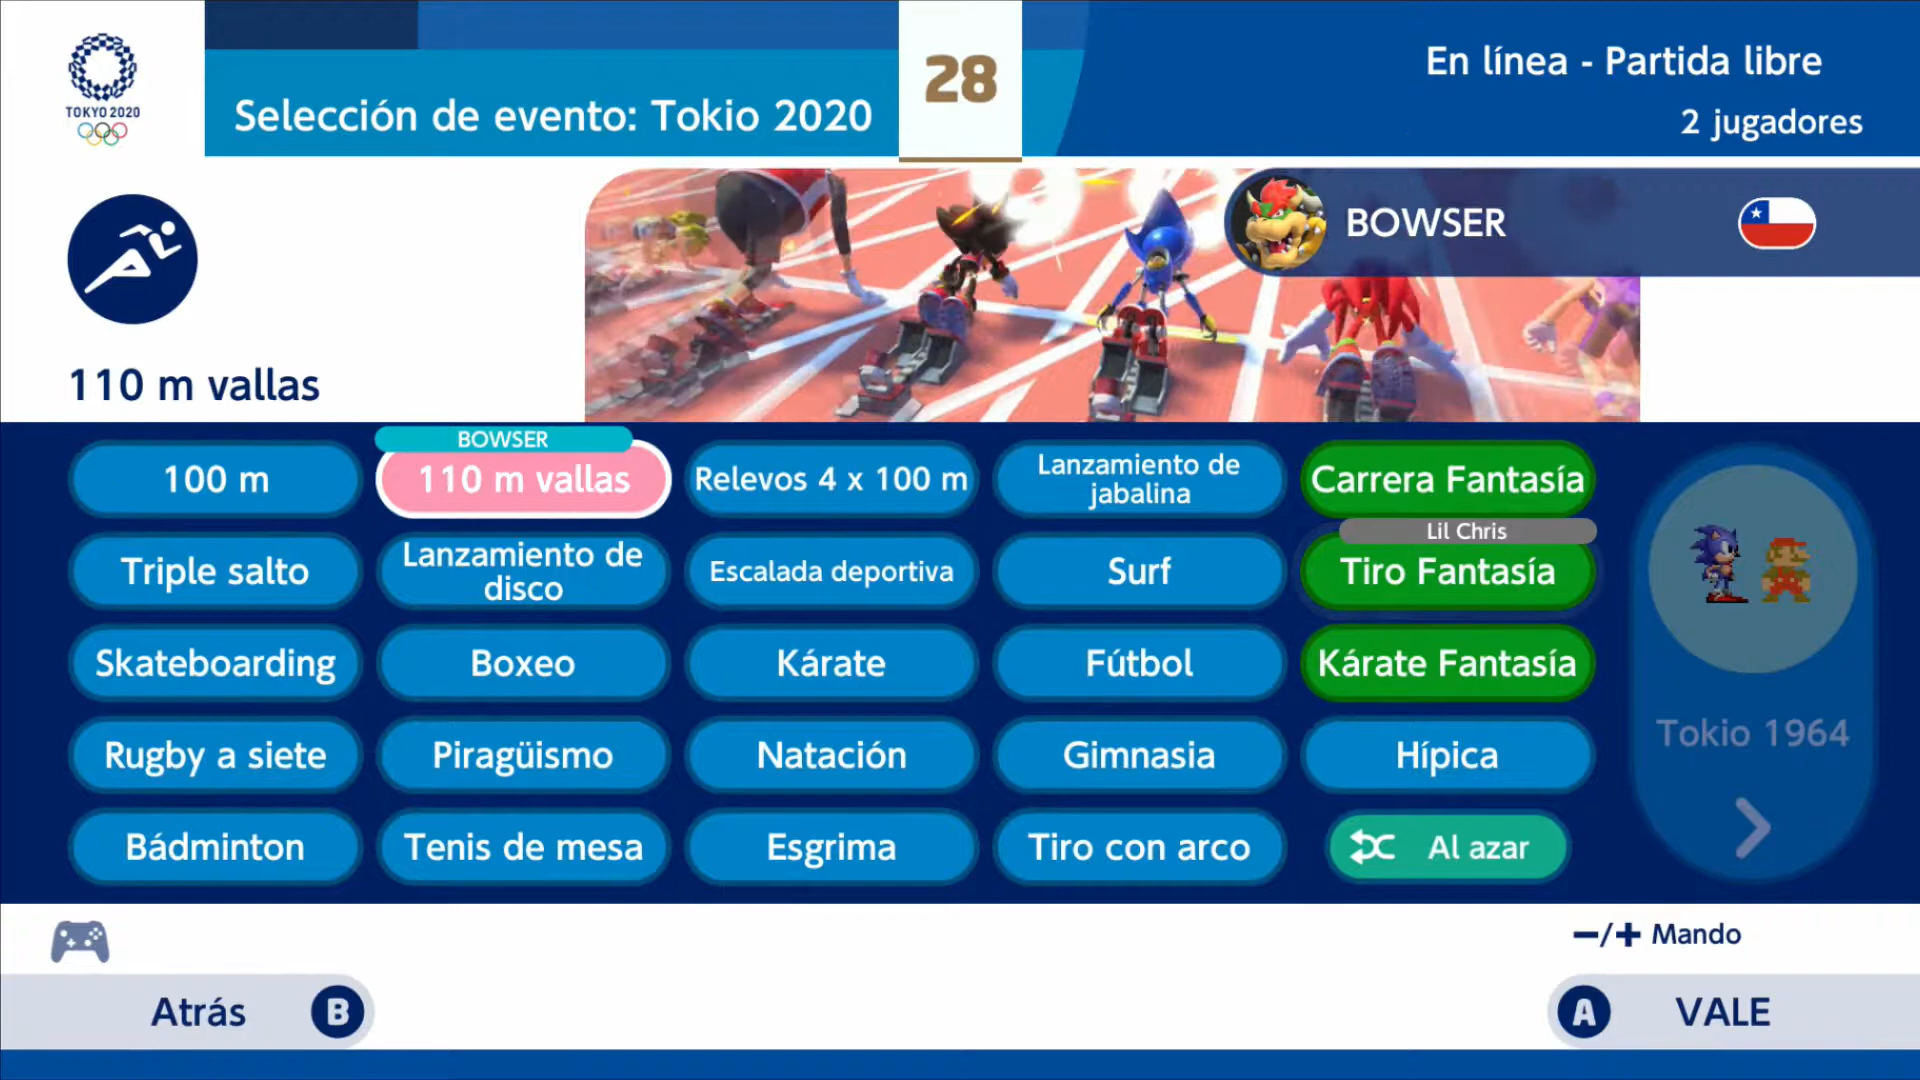 TOKYO 2020
Selección de evento: Tokio 2020
28
En línea - Partida libre
2 jugadores
BOWSER
110 m vallas
BOWSER
100 m
110 m vallas
Relevos 4 x 100 m
Lanzamiento de
jabalina
Carrera Fantasía
Lil Chris
Triple salto
Lanzamiento de
disco
Escalada deportiva
Surf
Tiro Fantasía
Skateboarding
Boxeo
Kárate
Fútbol
Kárate Fantasía
Rugby a siete
Piragüismo
Natación
Gimnasia
Hípica
Tokio 1964
Bádminton
Tenis de mesa
Esgrima
Tiro con arco
Al azar
−/+ Mando
Atrás B
A VALE